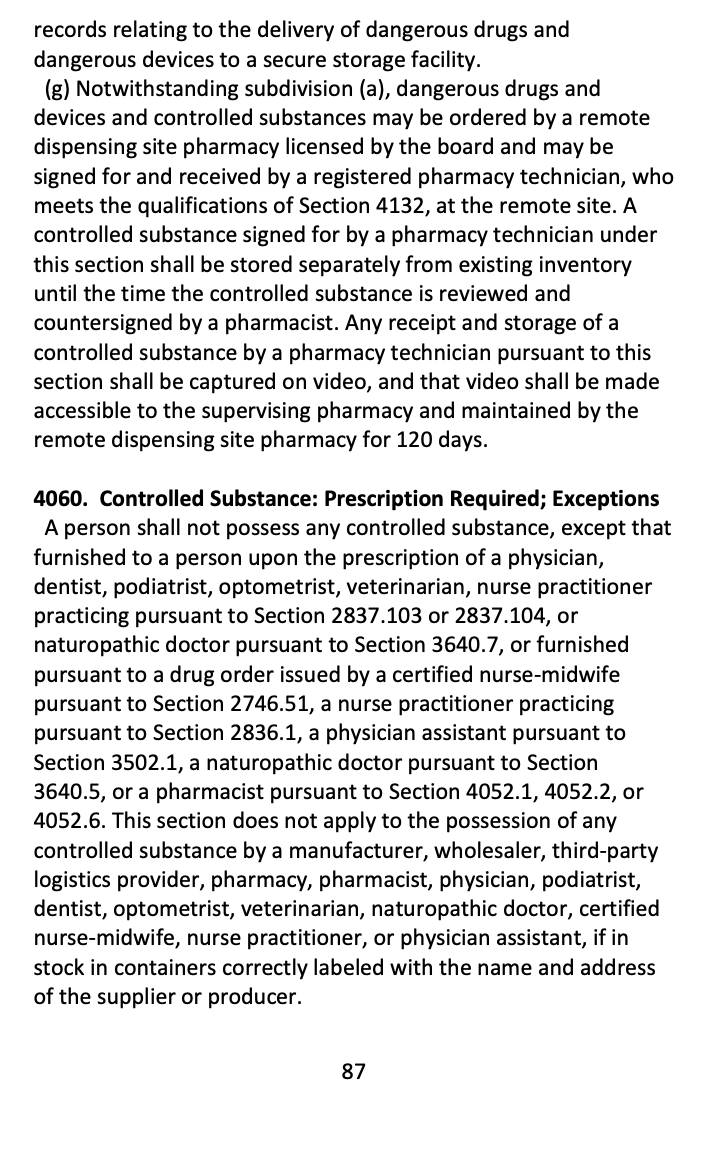 records relating to the delivery of dangerous drugs and
dangerous devices to a secure storage facility.
(g) Notwithstanding subdivision (a), dangerous drugs and
devices and controlled substances may be ordered by a remote
dispensing site pharmacy licensed by the board and may be
signed for and received by a registered pharmacy technician, who
meets the qualifications of Section 4132, at the remote site. A
controlled substance signed for by a pharmacy technician under
this section shall be stored separately from existing inventory
until the time the controlled substance is reviewed and
countersigned by a pharmacist. Any receipt and storage of a
controlled substance by a pharmacy technician pursuant to this
section shall be captured on video, and that video shall be made
accessible to the supervising pharmacy and maintained by the
remote dispensing site pharmacy for 120 days.
4060. Controlled Substance: Prescription Required; Exceptions
A person shall not possess any controlled substance, except that
furnished to a person upon the prescription of a physician,
dentist, podiatrist, optometrist, veterinarian, nurse practitioner
practicing pursuant to Section 2837.103 or 2837.104, or
naturopathic doctor pursuant to Section 3640.7, or furnished
pursuant to a drug order issued by a certified nurse-midwife
pursuant to Section 2746.51, a nurse practitioner practicing
pursuant to Section 2836.1, a physician assistant pursuant to
Section 3502.1, a naturopathic doctor pursuant to Section
3640.5, or a pharmacist pursuant to Section 4052.1, 4052.2, or
4052.6. This section does not apply to the possession of any
controlled substance by a manufacturer, wholesaler, third-party
logistics provider, pharmacy, pharmacist, physician, podiatrist,
dentist, optometrist, veterinarian, naturopathic doctor, certified
nurse-midwife, nurse practitioner, or physician assistant, if in
stock in containers correctly labeled with the name and address
of the supplier or producer.
87